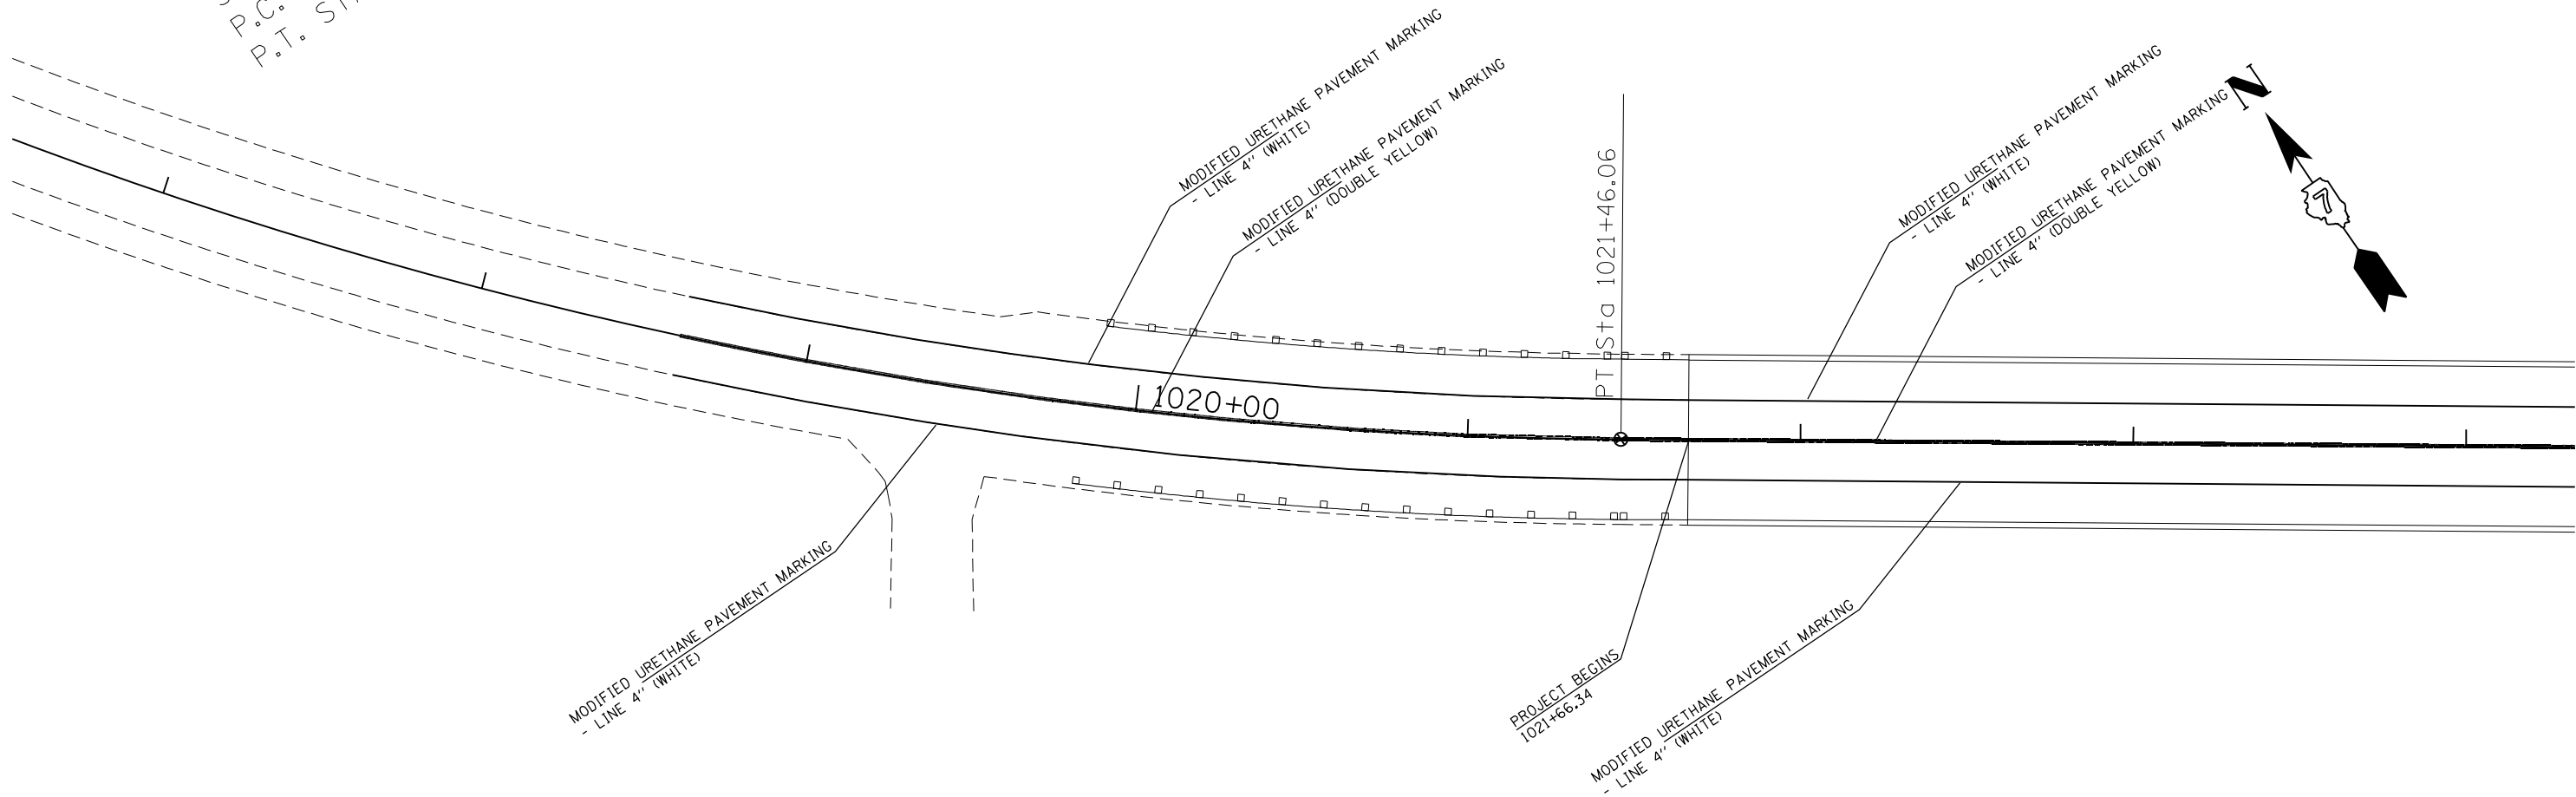 P.C.
P.T.
MODIFIED URETHANE PAVEMENT MARKING
- LINE 4" (WHITE)
MODIFIED URETHANE PAVEMENT MARKING
- LINE 4" (DOUBLE YELLOW)
PT Sta 1021+46.06
MODIFIED URETHANE PAVEMENT MARKING
- LINE 4" (WHITE)
MODIFIED URETHANE PAVEMENT MARKING
- LINE 4" (DOUBLE YELLOW)
N
7
1020+00
MODIFIED URETHANE PAVEMENT MARKING
- LINE 4" (WHITE)
PROJECT BEGINS
1021+66.34
MODIFIED URETHANE PAVEMENT MARKING
- LINE 4" (WHITE)